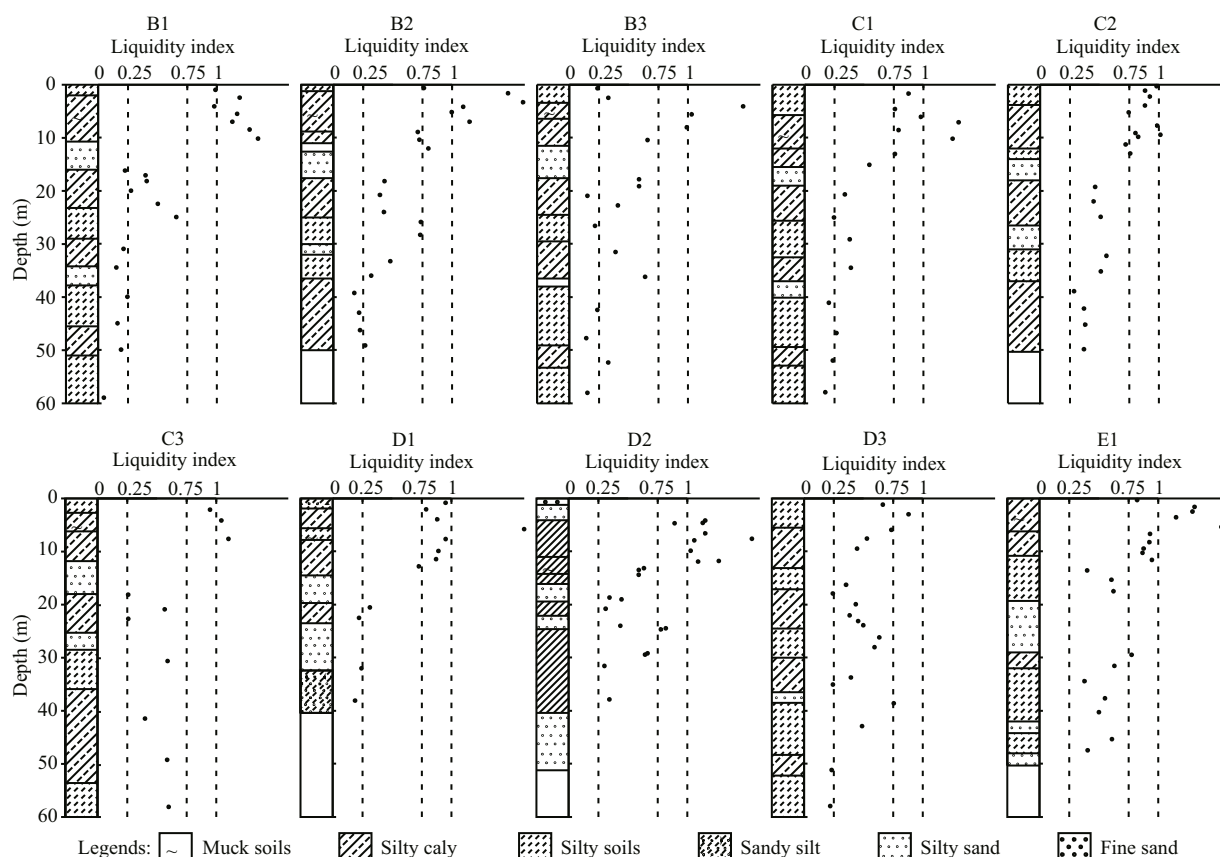 B1 B2 B3 C1 C2
Liquidity index Liquidity index Liquidity index Liquidity index Liquidity index
0 0.25 0.75 1 0 0.25 0.75 1 0 0.25 0.75 1 0 0.25 0.75 1 0 0.25 0.75 1
0
10
20
30
40
50
60
Depth (m)
C3 D1 D2 D3 E1
Liquidity index Liquidity index Liquidity index Liquidity index Liquidity index
0 0.25 0.75 1 0 0.25 0.75 1 0 0.25 0.75 1 0 0.25 0.75 1 0 0.25 0.75 1
0
10
20
30
40
50
60
Depth (m)
Legends: ~ Muck soils Silty caly Silty soils Sandy silt Silty sand Fine sand